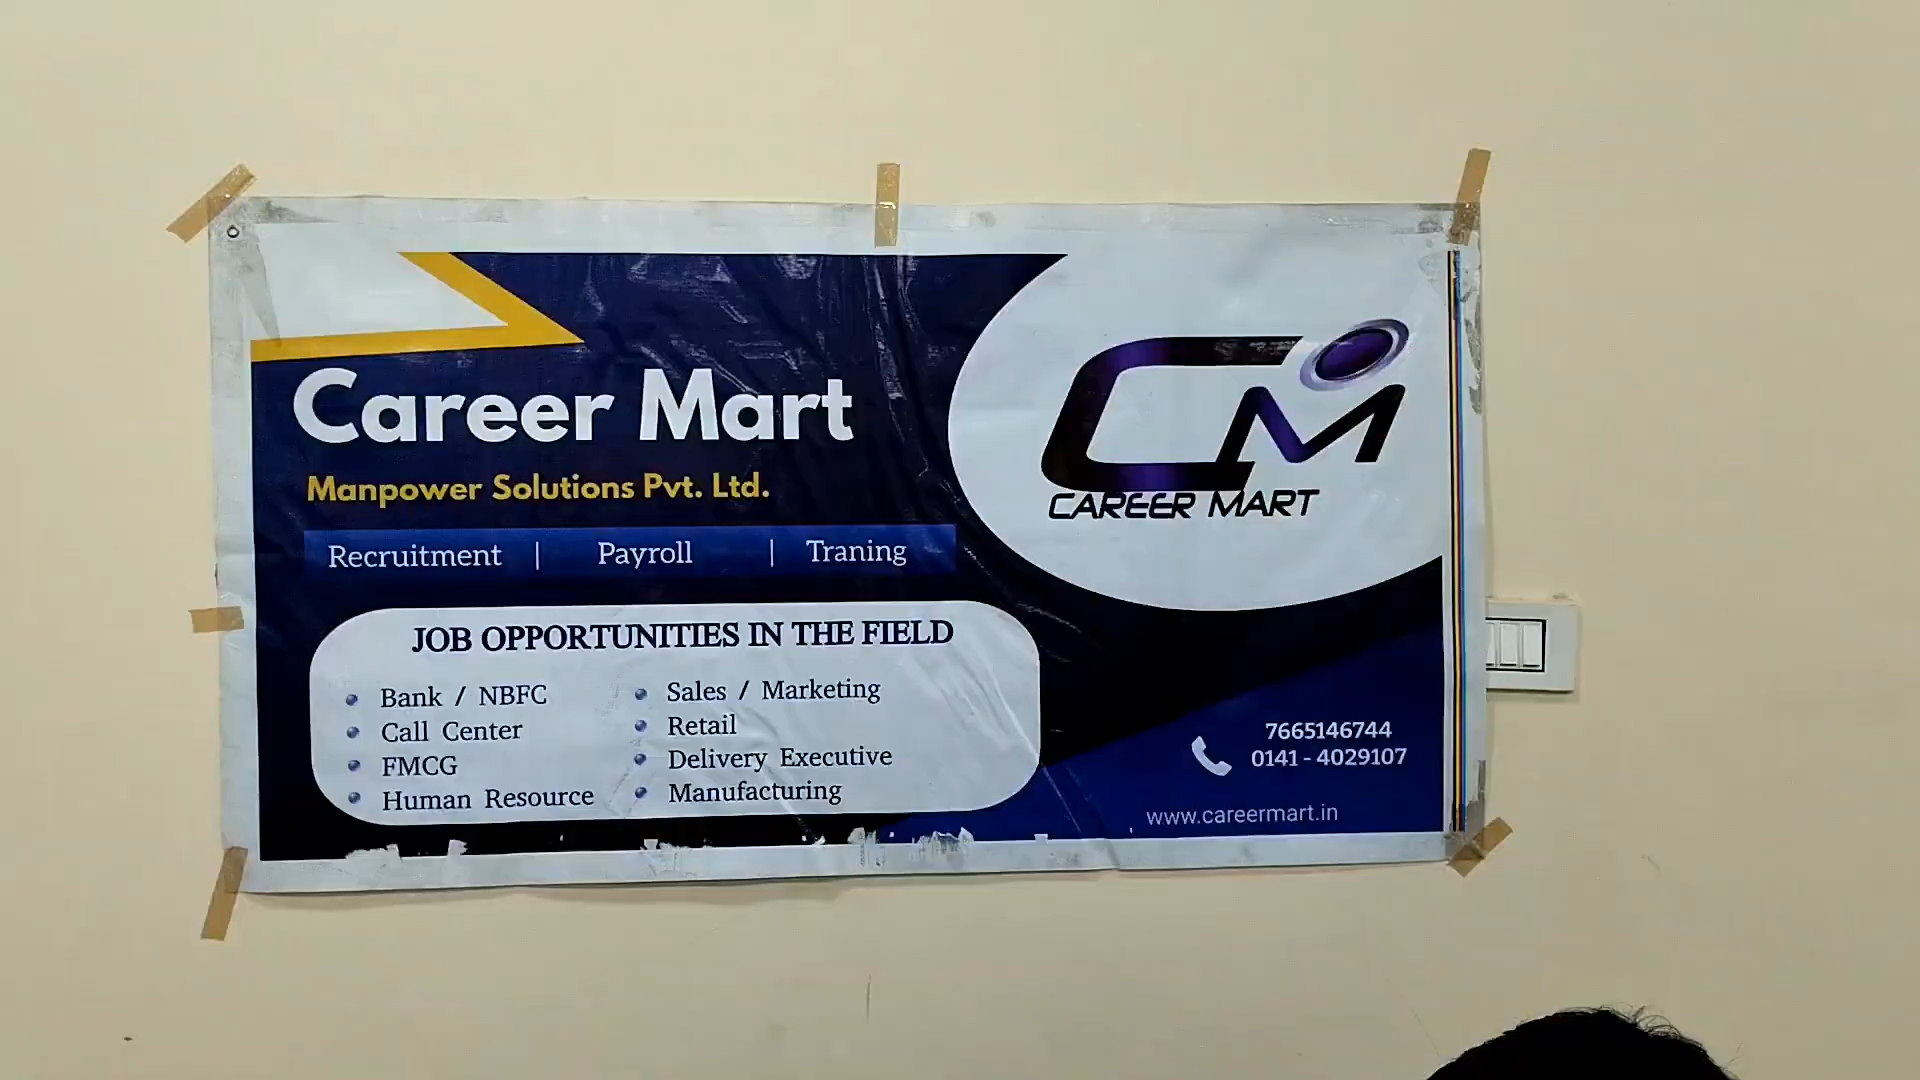 Career Mart
Manpower Solutions Pvt. Ltd.
Recruitment | Payroll | Traning
JOB OPPORTUNITIES IN THE FIELD
Bank / NBFC
Call Center
FMCG
Human Resource
Sales / Marketing
Retail
Delivery Executive
Manufacturing
CM
CAREER MART
7665146744
0141 - 4029107
www.careermart.in